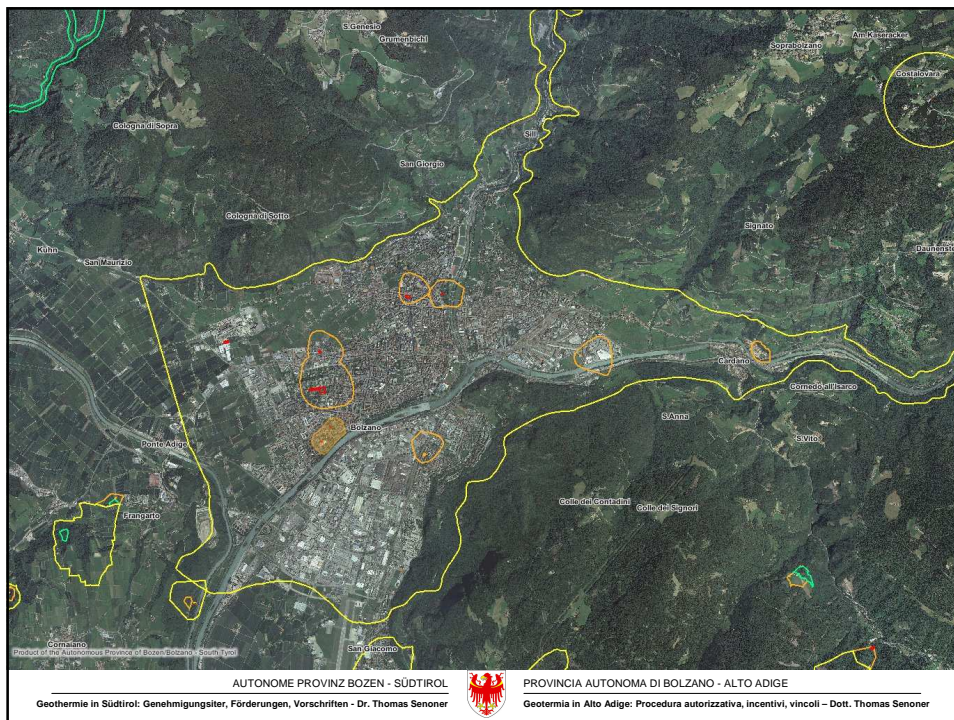 S.Genesio
Grumenbichl
Am Kaseracker
Soprabolzano
Costalovara
Cologna di Sopra
Sill
San Giorgio
Cologna di Sotto
Signato
Kuhn
San Maurizio
Cardano
Cornedo all'Isarco
S.Anna
Bolzano
S.Vito
Ponte Adige
Colle dei Contadini
Colle dei Signori
Frangarto
Cornaiano
San Giacomo
Product of the Autonomous Province of Bozen/Bolzano - South Tyrol
AUTONOME PROVINZ BOZEN - SÜDTIROL
PROVINCIA AUTONOMA DI BOLZANO - ALTO ADIGE
Geothermie in Südtirol: Genehmigungsiter, Förderungen, Vorschriften - Dr. Thomas Senoner
Geotermia in Alto Adige: Procedura autorizzativa, incentivi, vincoli – Dott. Thomas Senoner